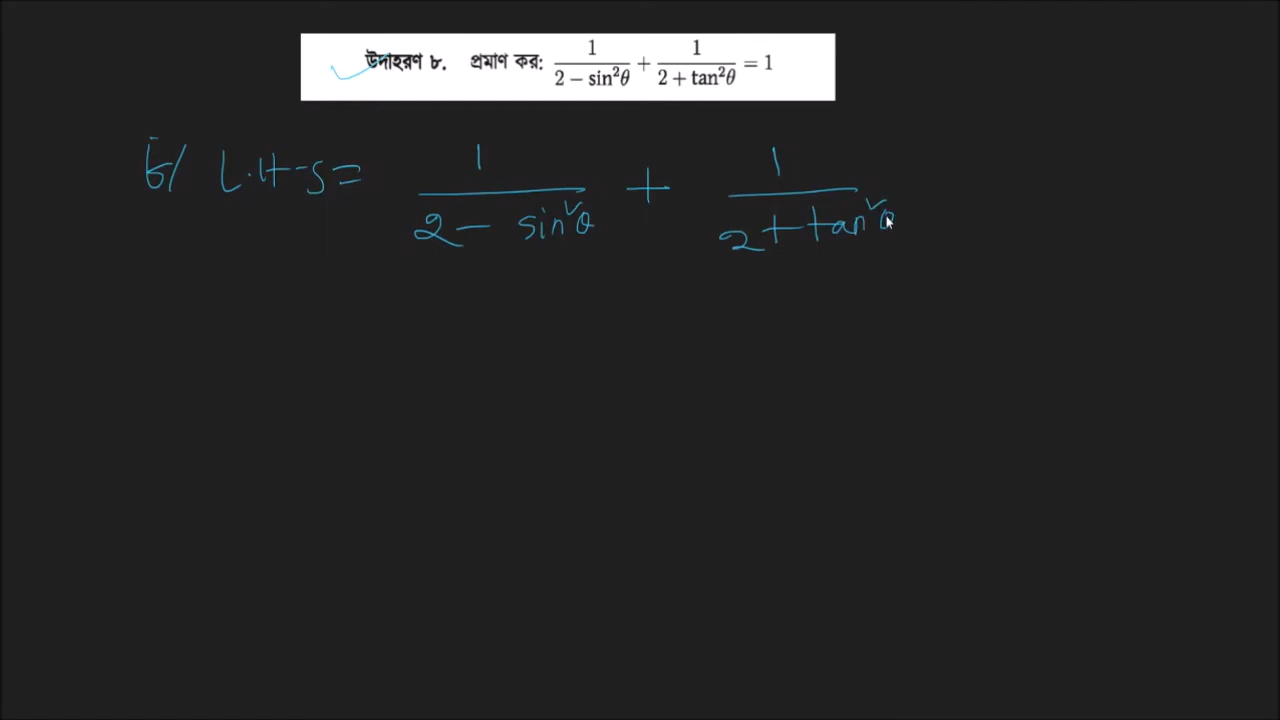 উদাহরণ ৮. প্রমাণ কর: 1/(2 − sin²θ) + 1/(2 + tan²θ) = 1
L.H-S = 1/(2 − sin²θ) + 1/(2 + tan²θ)